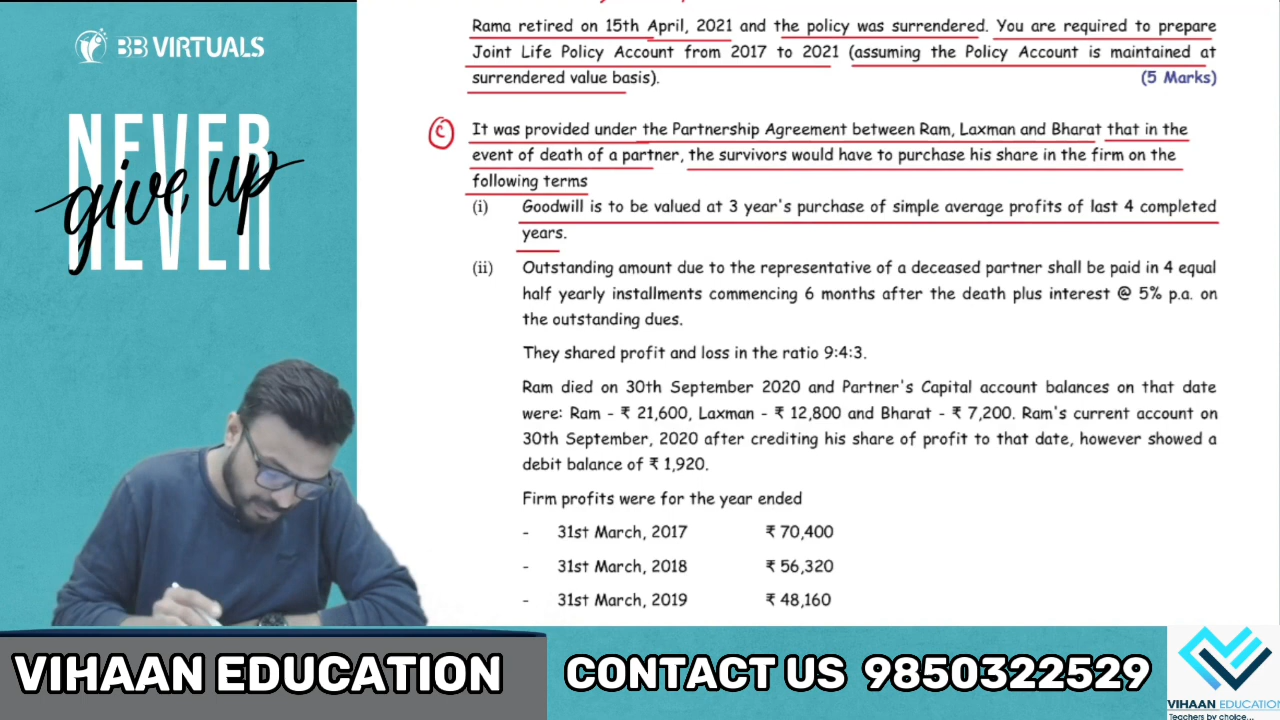 BB VIRTUALS
NEVER
give up
NEVER
Rama retired on 15th April, 2021 and the policy was surrendered. You are required to prepare
Joint Life Policy Account from 2017 to 2021 (assuming the Policy Account is maintained at
surrendered value basis). (5 Marks)
C It was provided under the Partnership Agreement between Ram, Laxman and Bharat that in the
event of death of a partner, the survivors would have to purchase his share in the firm on the
following terms
(i) Goodwill is to be valued at 3 year's purchase of simple average profits of last 4 completed
years.
(ii) Outstanding amount due to the representative of a deceased partner shall be paid in 4 equal
half yearly installments commencing 6 months after the death plus interest @ 5% p.a. on
the outstanding dues.
They shared profit and loss in the ratio 9:4:3.
Ram died on 30th September 2020 and Partner's Capital account balances on that date
were: Ram - ₹ 21,600, Laxman - ₹ 12,800 and Bharat - ₹ 7,200. Ram's current account on
30th September, 2020 after crediting his share of profit to that date, however showed a
debit balance of ₹ 1,920.
Firm profits were for the year ended
- 31st March, 2017 ₹ 70,400
- 31st March, 2018 ₹ 56,320
- 31st March, 2019 ₹ 48,160
VIHAAN EDUCATION
CONTACT US 9850322529
VIHAAN EDUCATION
Teachers by choice...